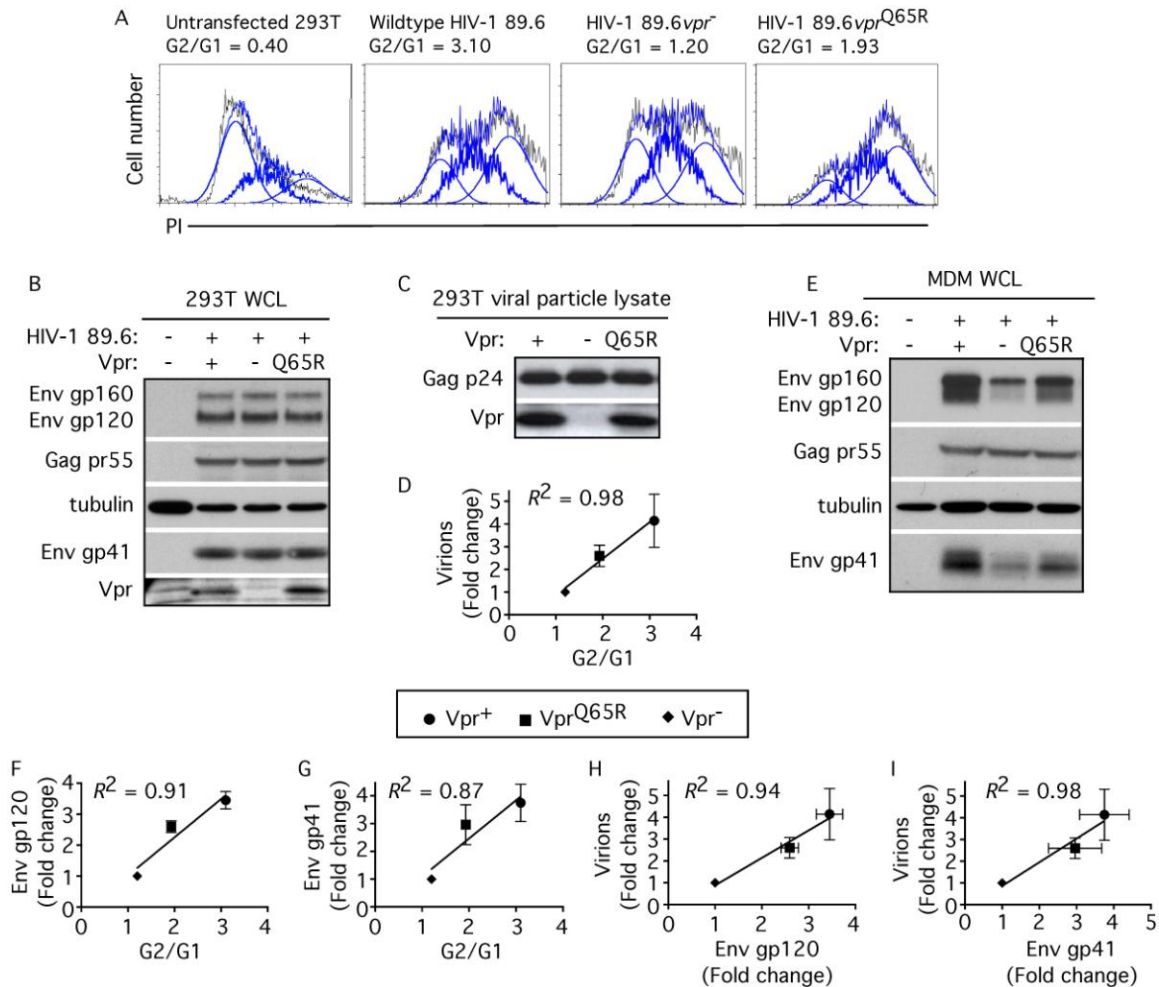 A
Untransfected 293T
G2/G1 = 0.40
Wildtype HIV-1 89.6
G2/G1 = 3.10
HIV-1 89.6vpr-
G2/G1 = 1.20
HIV-1 89.6vprQ65R
G2/G1 = 1.93
Cell number
PI
B
293T WCL
HIV-1 89.6: - + + +
Vpr: - + - Q65R
Env gp160
Env gp120
Gag pr55
tubulin
Env gp41
Vpr
C
293T viral particle lysate
Vpr: + - Q65R
Gag p24
Vpr
D
R2 = 0.98
Virions
(Fold change)
5
4
3
2
1
0
0 1 2 3 4
G2/G1
E
MDM WCL
HIV-1 89.6: - + + +
Vpr: - + - Q65R
Env gp160
Env gp120
Gag pr55
tubulin
Env gp41
Vpr+ VprQ65R Vpr-
F
R2 = 0.91
Env gp120
(Fold change)
4
3
2
1
0
0 1 2 3 4
G2/G1
G
R2 = 0.87
Env gp41
(Fold change)
5
4
3
2
1
0
0 1 2 3 4
G2/G1
H
R2 = 0.94
Virions
(Fold change)
5
4
3
2
1
0
0 1 2 3 4
Env gp120
(Fold change)
I
R2 = 0.98
Virions
(Fold change)
5
4
3
2
1
0
0 1 2 3 4 5
Env gp41
(Fold change)